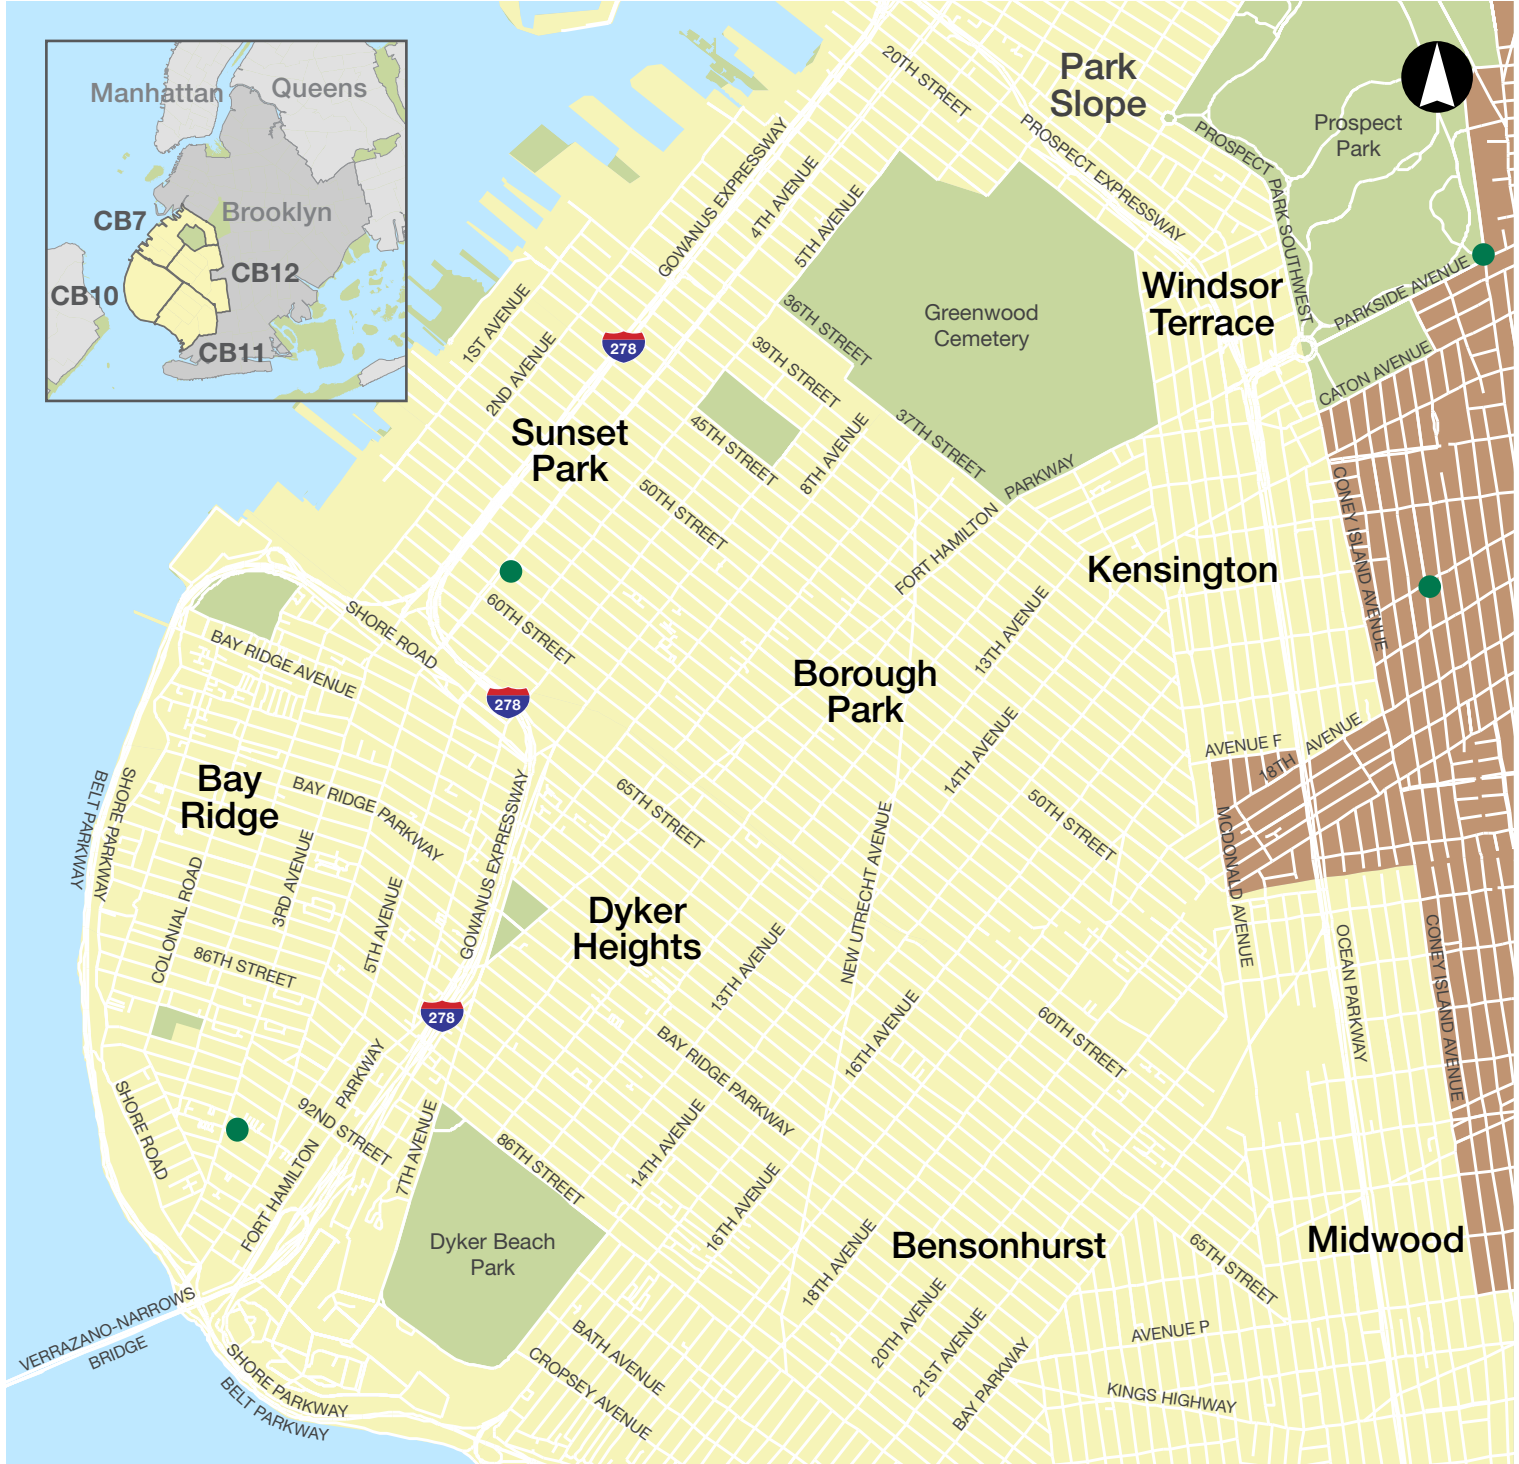 Manhattan
Queens
CB7
Brooklyn
CB12
CB10
CB11
20TH STREET
Park
Slope
PROSPECT EXPRESSWAY
PROSPECT PARK SOUTHWEST
Prospect
Park
GOWANUS EXPRESSWAY
4TH AVENUE
5TH AVENUE
Windsor
Terrace
PARKSIDE AVENUE
CATON AVENUE
Greenwood
Cemetery
36TH STREET
39TH STREET
37TH STREET
1ST AVENUE
2ND AVENUE
278
Sunset
Park
45TH STREET
8TH AVENUE
50TH STREET
FORT HAMILTON
PARKWAY
CONEY ISLAND AVENUE
Kensington
13TH AVENUE
60TH STREET
SHORE ROAD
BAY RIDGE AVENUE
278
Borough
Park
14TH AVENUE
AVENUE F
18TH
AVENUE
Bay
Ridge
BELT PARKWAY
SHORE PARKWAY
BAY RIDGE PARKWAY
GOWANUS EXPRESSWAY
65TH STREET
50TH STREET
NEW UTRECHT AVENUE
MCDONALD AVENUE
COLONIAL ROAD
3RD AVENUE
5TH AVENUE
86TH STREET
Dyker
Heights
13TH AVENUE
OCEAN PARKWAY
CONEY ISLAND AVENUE
278
16TH AVENUE
60TH STREET
BAY RIDGE PARKWAY
SHORE ROAD
92ND STREET
FORT HAMILTON
PARKWAY
7TH AVENUE
86TH STREET
14TH AVENUE
16TH AVENUE
Dyker Beach
Park
18TH AVENUE
Bensonhurst
65TH STREET
Midwood
20TH AVENUE
21ST AVENUE
BAY PARKWAY
AVENUE P
KINGS HIGHWAY
VERRAZANO-NARROWS
BRIDGE
SHORE PARKWAY
BELT PARKWAY
BATH AVENUE
CROPSEY AVENUE